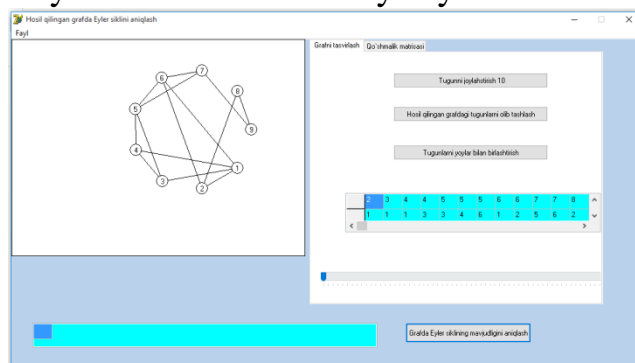 Hosil qilingan grafda Eyler siklini aniqlash
Fayl
Grafni tasvirlash Qo'shmalik matrisasi
7
6
8
5
9
4
1
3
2
Tugunni joylahstirish 10
Hosil qilingan grafdagi tugunlarni olib tashlash
Tugunlarni yoylar bilan birlashtirish
2 3 4 4 5 5 5 6 6 7 7 8
1 1 1 3 3 4 6 1 2 5 6 2
Grafda Eyler siklining mavjudligini aniqlash